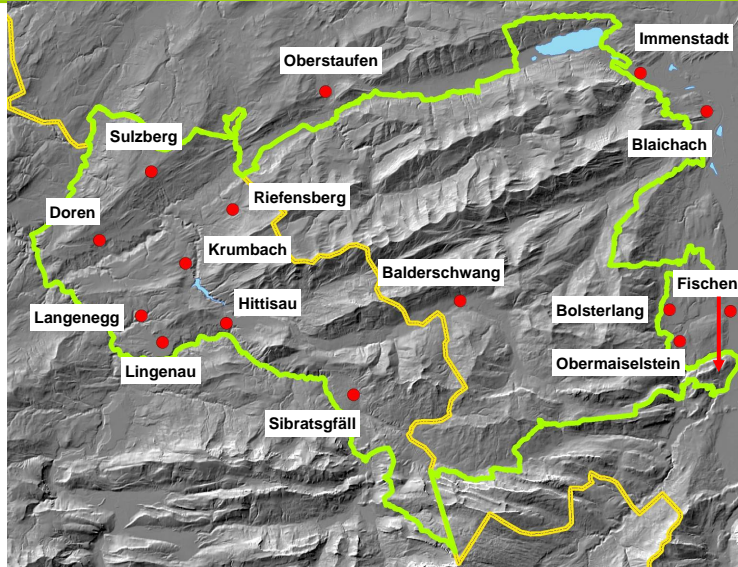 Immenstadt
Oberstaufen
Sulzberg
Blaichach
Riefensberg
Doren
Krumbach
Balderschwang
Fischen
Hittisau
Langenegg
Bolsterlang
Obermaiselstein
Lingenau
Sibratsgfäll